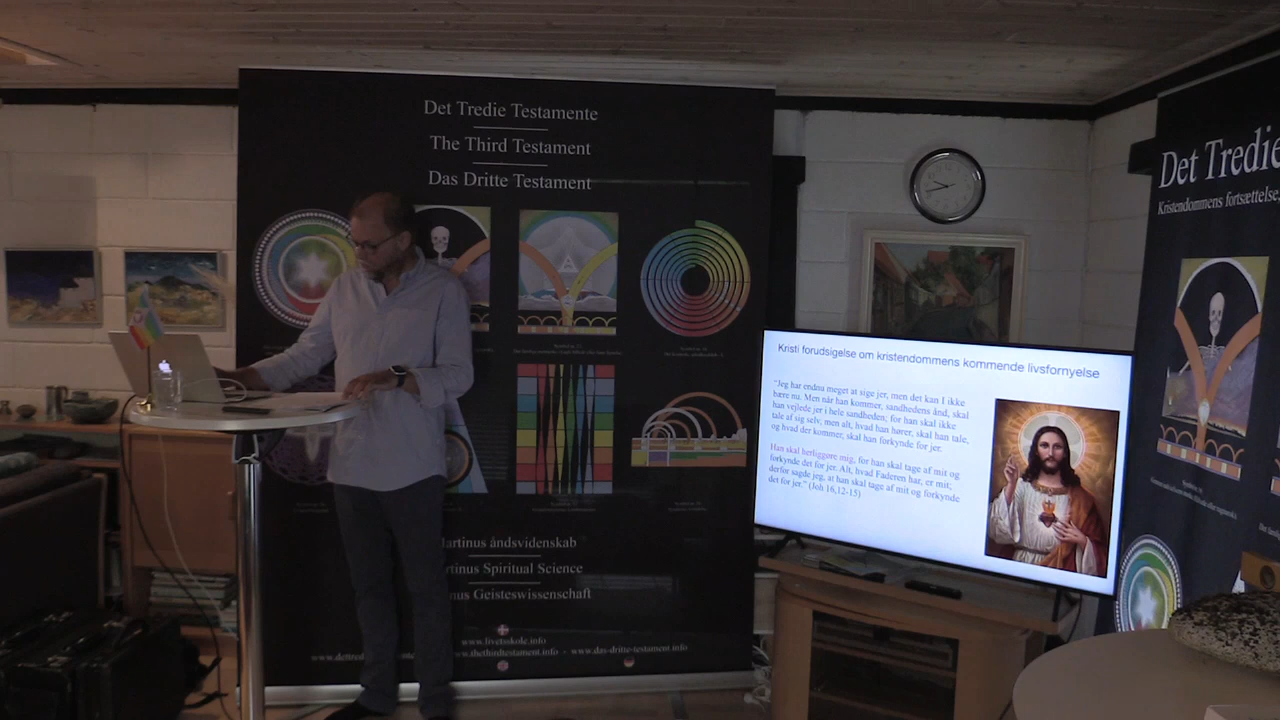 Det Tredie Testamente
The Third Testament
Das Dritte Testament
artinus åndsvidenskab
rtinus Spiritual Science
nus Geisteswissenschaft
www.livetsskole.info
www.thethirdtestament.info - www.das-dritte-testament.info
Kristi forudsigelse om kristendommens kommende livsfornyelse
"Jeg har endnu meget at sige jer, men det kan I ikke
bære nu. Men når han kommer, sandhedens ånd, skal
han vejlede jer i hele sandheden; for han skal ikke
tale af sig selv, men alt, hvad han hører, skal han tale,
og hvad der kommer, skal han forkynde for jer.
Han skal herliggøre mig, for han skal tage af mit og
forkynde det for jer. Alt, hvad Faderen har, er mit;
derfor sagde jeg, at han skal tage af mit og forkynde
det for jer." (Joh 16,12-15)
Det Tredie
Kristendommens fortsættelse,